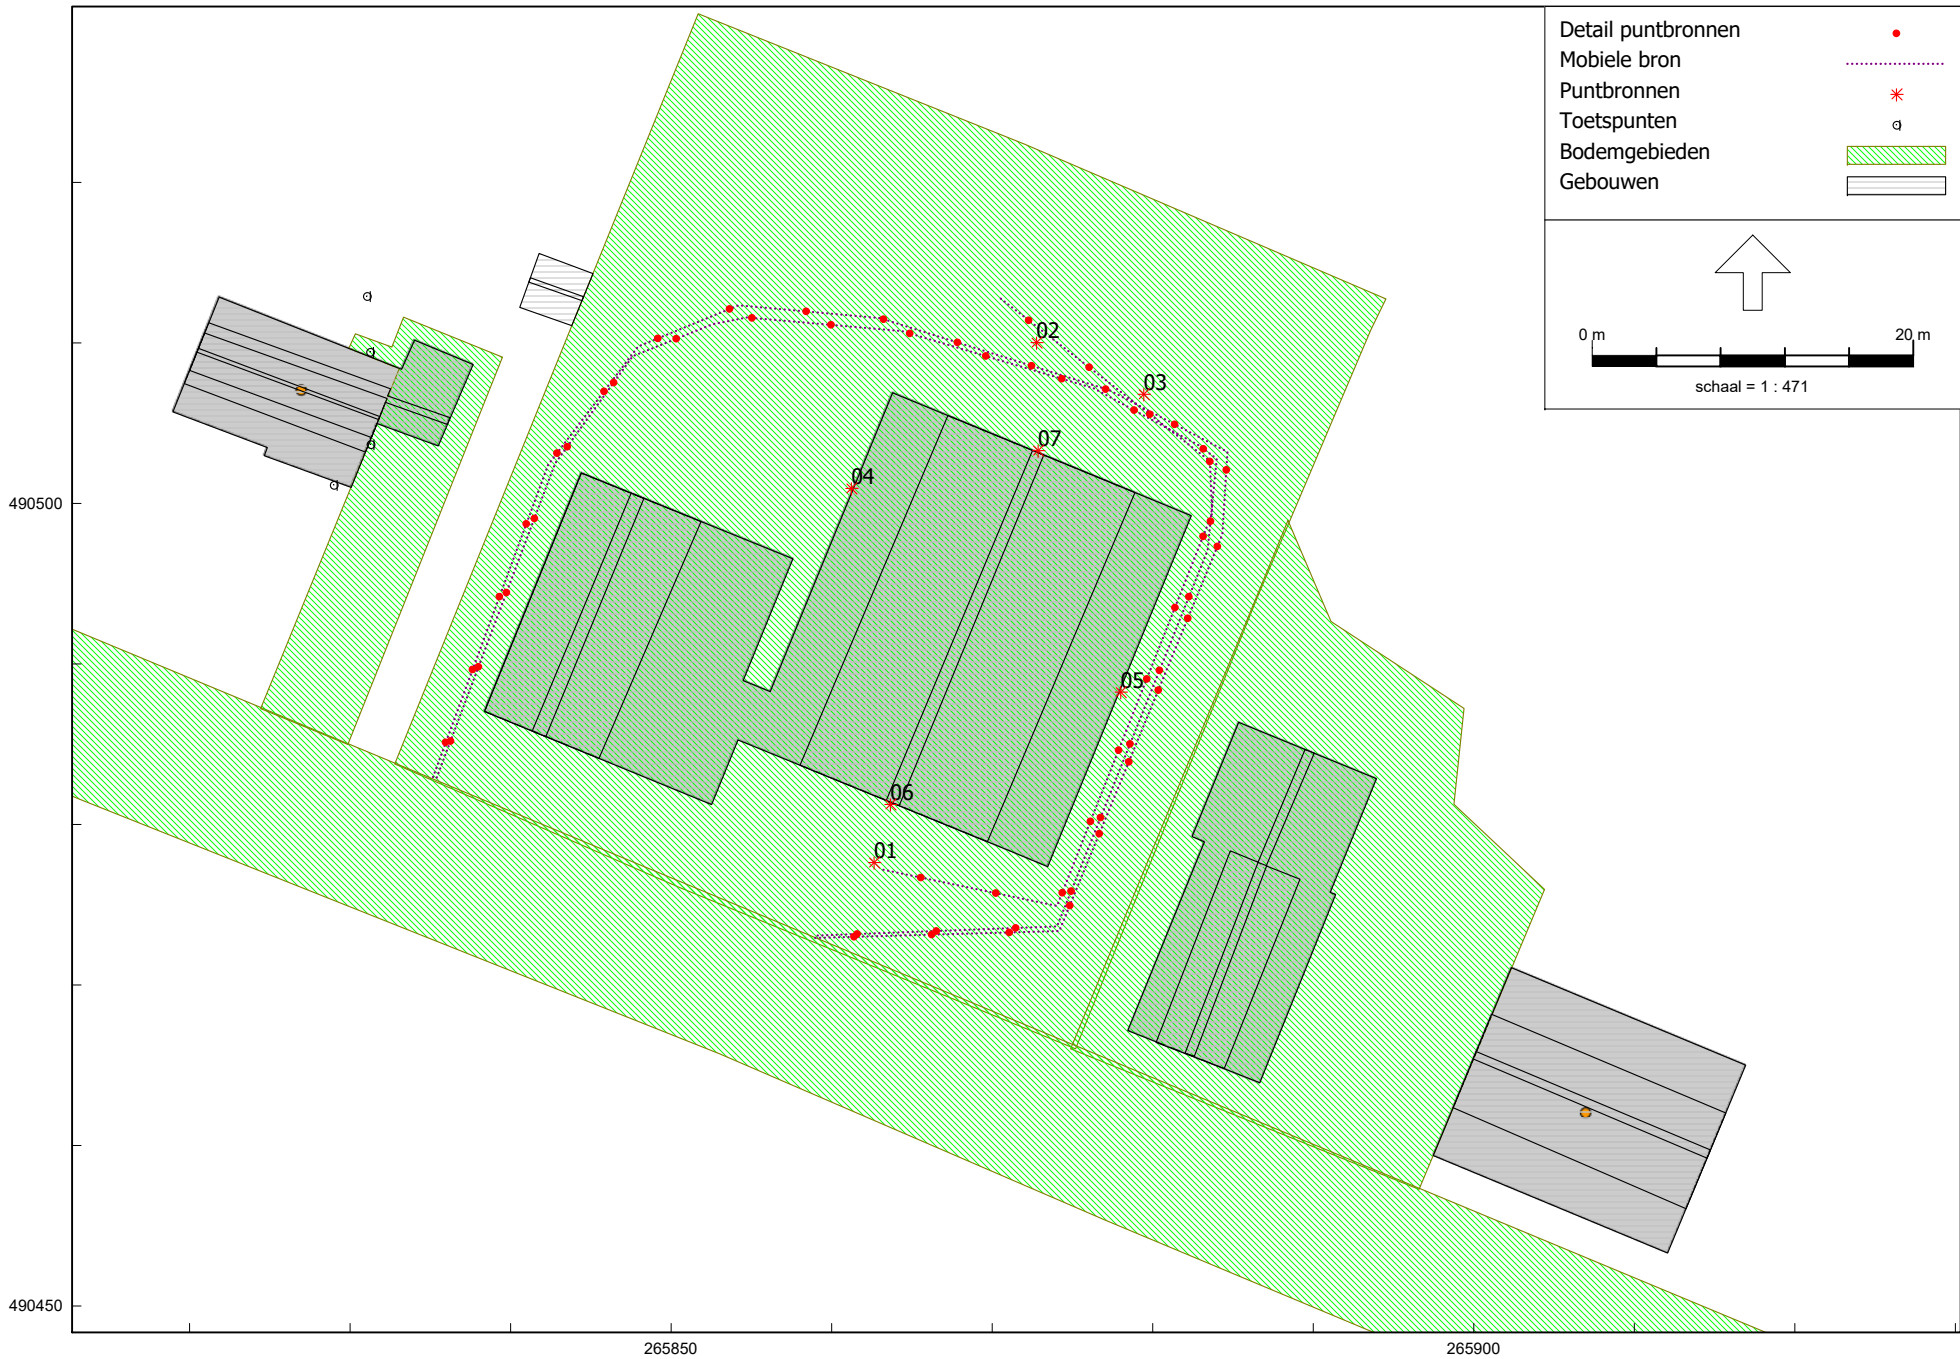 Detail puntbronnen
Mobiele bron
Puntbronnen
Toetspunten
Bodemgebieden
Gebouwen
0 m 20 m
schaal = 1 : 471
02
03
07
04
05
06
01
490500
490450
265850 265900